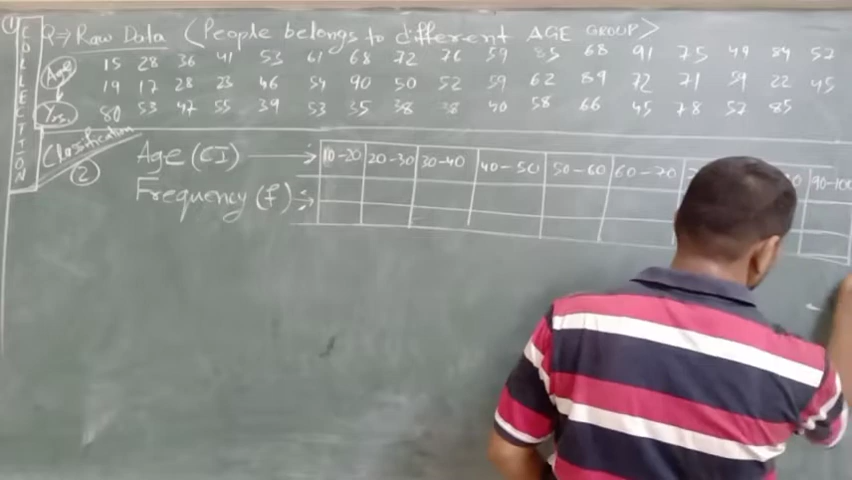 1
COLLECTION
Q⇒ Raw Data (People belongs to different AGE GROUP)
Age 15 28 36 41 53 61 68 72 76 59 85 68 91 75 49 84 52
19 17 28 23 46 54 90 50 52 59 62 89 72 71 59 22 45
Yrs. 80 53 47 55 39 53 35 38 38 40 58 66 45 78 52 85
Classification
2
Age (CI) → 10-20 20-30 30-40 40-50 50-60 60-70 90-100
Frequency (f) →